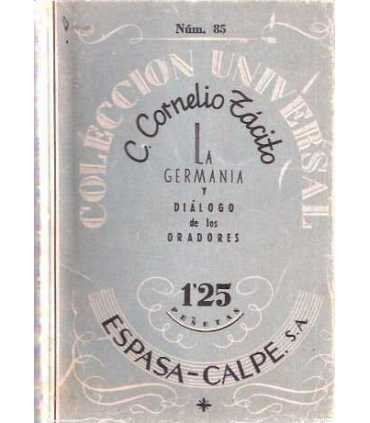 Núm. 85
COLECCION UNIVERSAL
C. Cornelio Tácito
LA
GERMANIA
Y
DIÁLOGO
de los
ORADORES
1'25
PESETAS
ESPASA-CALPE. S.A.